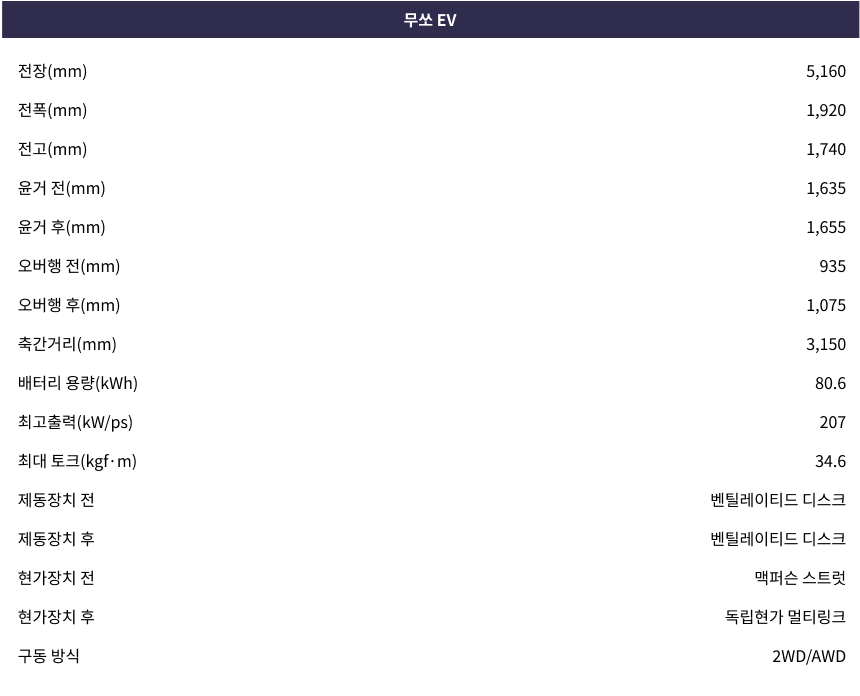 무쏘 EV
전장(mm) 5,160
전폭(mm) 1,920
전고(mm) 1,740
윤거 전(mm) 1,635
윤거 후(mm) 1,655
오버행 전(mm) 935
오버행 후(mm) 1,075
축간거리(mm) 3,150
배터리 용량(kWh) 80.6
최고출력(kW/ps) 207
최대 토크(kgf·m) 34.6
제동장치 전 벤틸레이티드 디스크
제동장치 후 벤틸레이티드 디스크
현가장치 전 맥퍼슨 스트럿
현가장치 후 독립현가 멀티링크
구동 방식 2WD/AWD